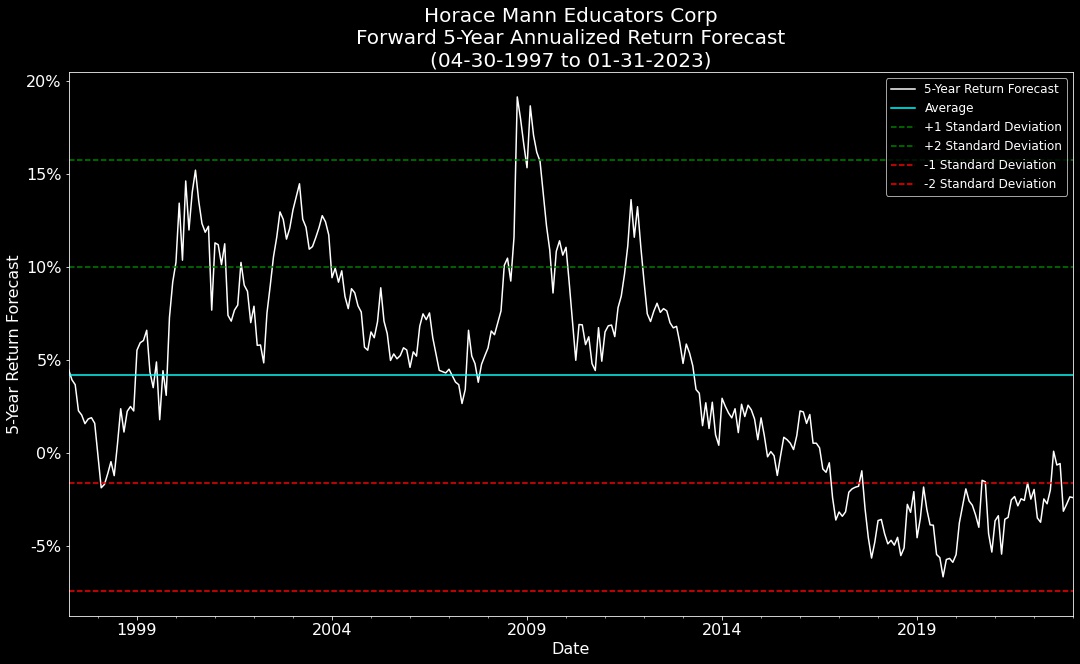 Horace Mann Educators Corp
Forward 5-Year Annualized Return Forecast
(04-30-1997 to 01-31-2023)
5-Year Return Forecast
Average
+1 Standard Deviation
+2 Standard Deviation
-1 Standard Deviation
-2 Standard Deviation
5-Year Return Forecast
20%
15%
10%
5%
0%
-5%
1999
2004
2009
2014
2019
Date